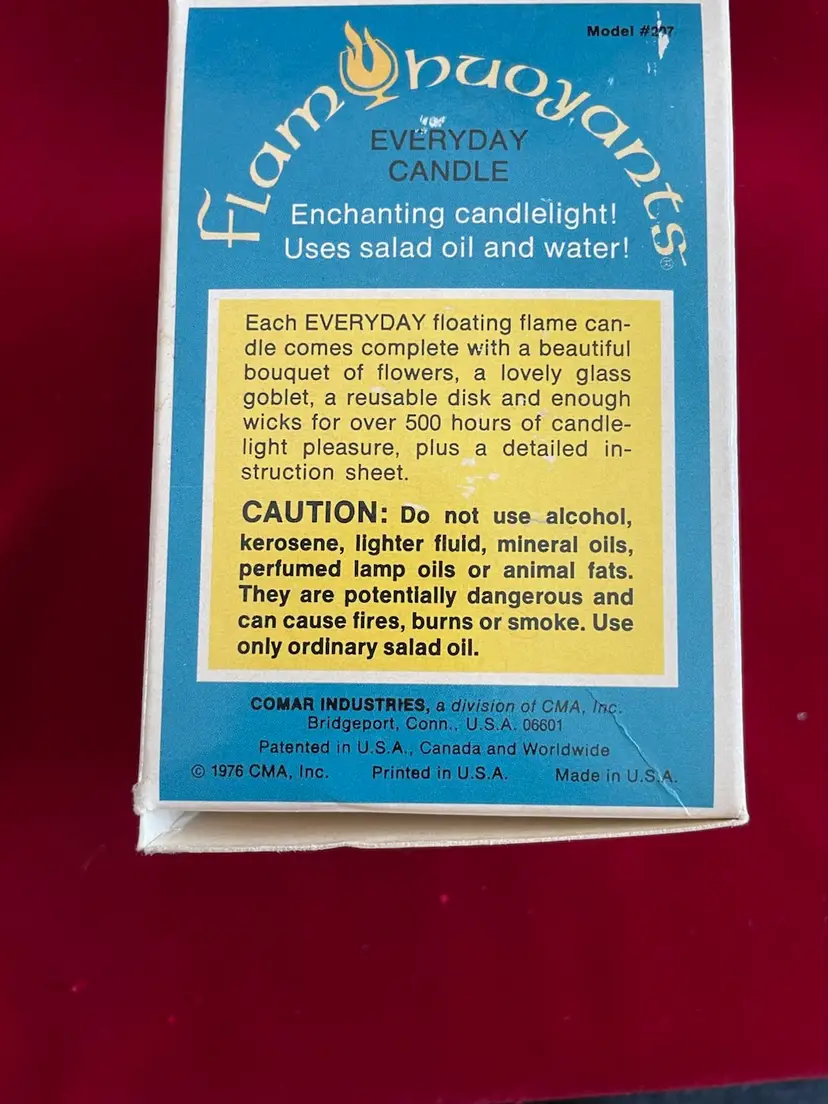 Model #207
flambuoyants®
EVERYDAY
CANDLE
Enchanting candlelight!
Uses salad oil and water!
Each EVERYDAY floating flame can-
dle comes complete with a beautiful
bouquet of flowers, a lovely glass
goblet, a reusable disk and enough
wicks for over 500 hours of candle-
light pleasure, plus a detailed in-
struction sheet.
CAUTION: Do not use alcohol,
kerosene, lighter fluid, mineral oils,
perfumed lamp oils or animal fats.
They are potentially dangerous and
can cause fires, burns or smoke. Use
only ordinary salad oil.
COMAR INDUSTRIES, a division of CMA, Inc.
Bridgeport, Conn., U.S.A. 06601
Patented in U.S.A., Canada and Worldwide
© 1976 CMA, Inc. Printed in U.S.A. Made in U.S.A.